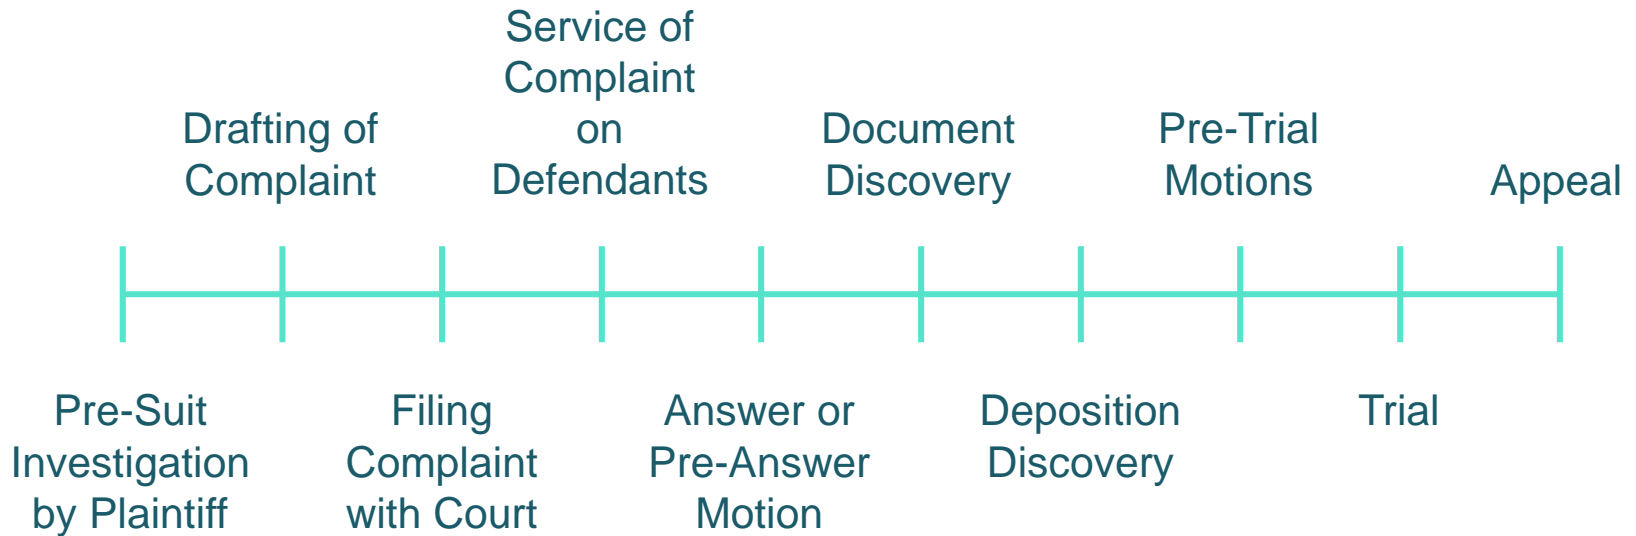 Service of
Complaint
on
Defendants
Drafting of
Complaint
Document
Discovery
Pre-Trial
Motions
Appeal
Pre-Suit
Investigation
by Plaintiff
Filing
Complaint
with Court
Answer or
Pre-Answer
Motion
Deposition
Discovery
Trial